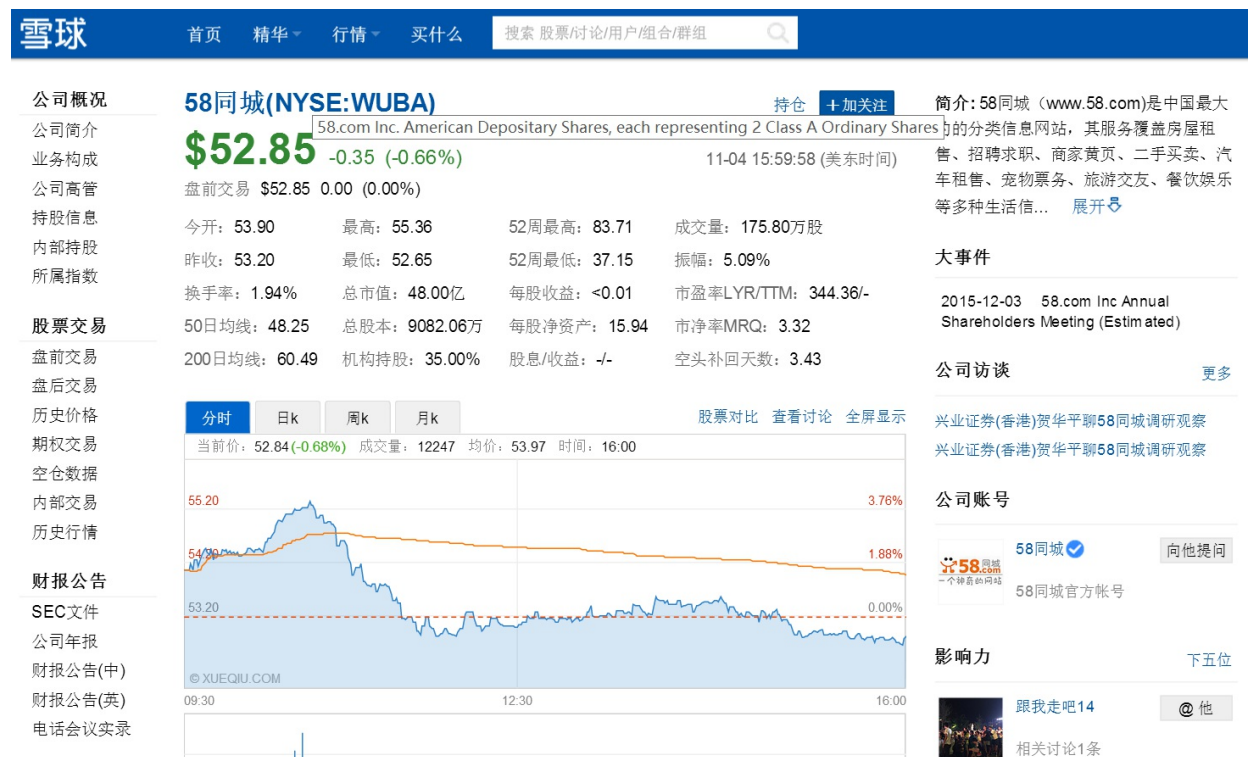 雪球
首页 精华 行情 买什么 搜索 股票/讨论/用户/组合/群组
公司概况
公司简介
业务构成
公司高管
持股信息
内部持股
所属指数
股票交易
盘前交易
盘后交易
历史价格
期权交易
空仓数据
内部交易
历史行情
财报公告
SEC文件
公司年报
财报公告(中)
财报公告(英)
电话会议实录
58同城(NYSE:WUBA) 持仓 +加关注
58.com Inc. American Depositary Shares, each representing 2 Class A Ordinary Shares
$52.85 -0.35 (-0.66%) 11-04 15:59:58 (美东时间)
盘前交易 $52.85 0.00 (0.00%)
今开：53.90 最高：55.36 52周最高：83.71 成交量：175.80万股
昨收：53.20 最低：52.65 52周最低：37.15 振幅：5.09%
换手率：1.94% 总市值：48.00亿 每股收益：<0.01 市盈率LYR/TTM：344.36/-
50日均线：48.25 总股本：9082.06万 每股净资产：15.94 市净率MRQ：3.32
200日均线：60.49 机构持股：35.00% 股息/收益：-/- 空头补回天数：3.43
分时 日k 周k 月k 股票对比 查看讨论 全屏显示
当前价：52.84(-0.68%) 成交量：12247 均价：53.97 时间：16:00
55.20 3.76%
54.20 1.88%
53.20 0.00%
© XUEQIU.COM
09:30 12:30 16:00
简介: 58同城（www.58.com)是中国最大
的分类信息网站，其服务覆盖房屋租
售、招聘求职、商家黄页、二手买卖、汽
车租售、宠物票务、旅游交友、餐饮娱乐
等多种生活信... 展开
大事件
2015-12-03 58.com Inc Annual
Shareholders Meeting (Estimated)
公司访谈 更多
兴业证券(香港)贺华平聊58同城调研观察
兴业证券(香港)贺华平聊58同城调研观察
公司账号
58同城
58.com
一个神奇的网站
58同城 向他提问
58同城官方帐号
影响力 下五位
跟我走吧14 @ 他
相关讨论1条